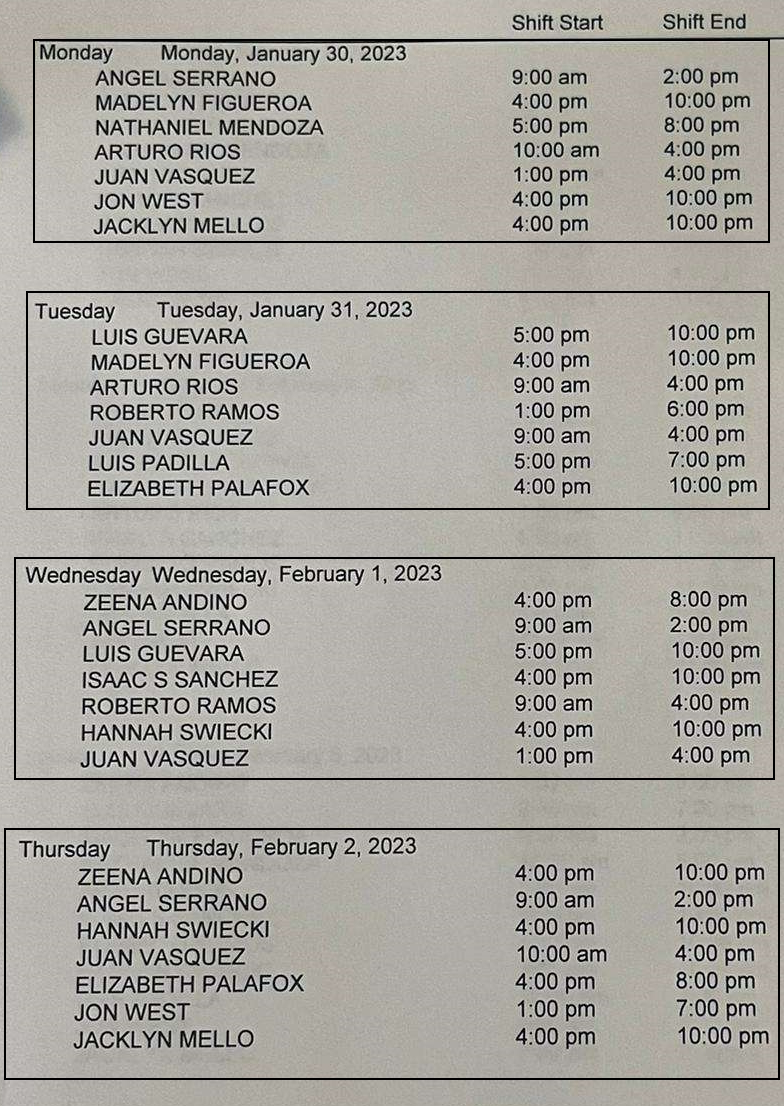 Shift Start Shift End
Monday Monday, January 30, 2023
ANGEL SERRANO 9:00 am 2:00 pm
MADELYN FIGUEROA 4:00 pm 10:00 pm
NATHANIEL MENDOZA 5:00 pm 8:00 pm
ARTURO RIOS 10:00 am 4:00 pm
JUAN VASQUEZ 1:00 pm 4:00 pm
JON WEST 4:00 pm 10:00 pm
JACKLYN MELLO 4:00 pm 10:00 pm
Tuesday Tuesday, January 31, 2023
LUIS GUEVARA 5:00 pm 10:00 pm
MADELYN FIGUEROA 4:00 pm 10:00 pm
ARTURO RIOS 9:00 am 4:00 pm
ROBERTO RAMOS 1:00 pm 6:00 pm
JUAN VASQUEZ 9:00 am 4:00 pm
LUIS PADILLA 5:00 pm 7:00 pm
ELIZABETH PALAFOX 4:00 pm 10:00 pm
Wednesday Wednesday, February 1, 2023
ZEENA ANDINO 4:00 pm 8:00 pm
ANGEL SERRANO 9:00 am 2:00 pm
LUIS GUEVARA 5:00 pm 10:00 pm
ISAAC S SANCHEZ 4:00 pm 10:00 pm
ROBERTO RAMOS 9:00 am 4:00 pm
HANNAH SWIECKI 4:00 pm 10:00 pm
JUAN VASQUEZ 1:00 pm 4:00 pm
Thursday Thursday, February 2, 2023
ZEENA ANDINO 4:00 pm 10:00 pm
ANGEL SERRANO 9:00 am 2:00 pm
HANNAH SWIECKI 4:00 pm 10:00 pm
JUAN VASQUEZ 10:00 am 4:00 pm
ELIZABETH PALAFOX 4:00 pm 8:00 pm
JON WEST 1:00 pm 7:00 pm
JACKLYN MELLO 4:00 pm 10:00 pm